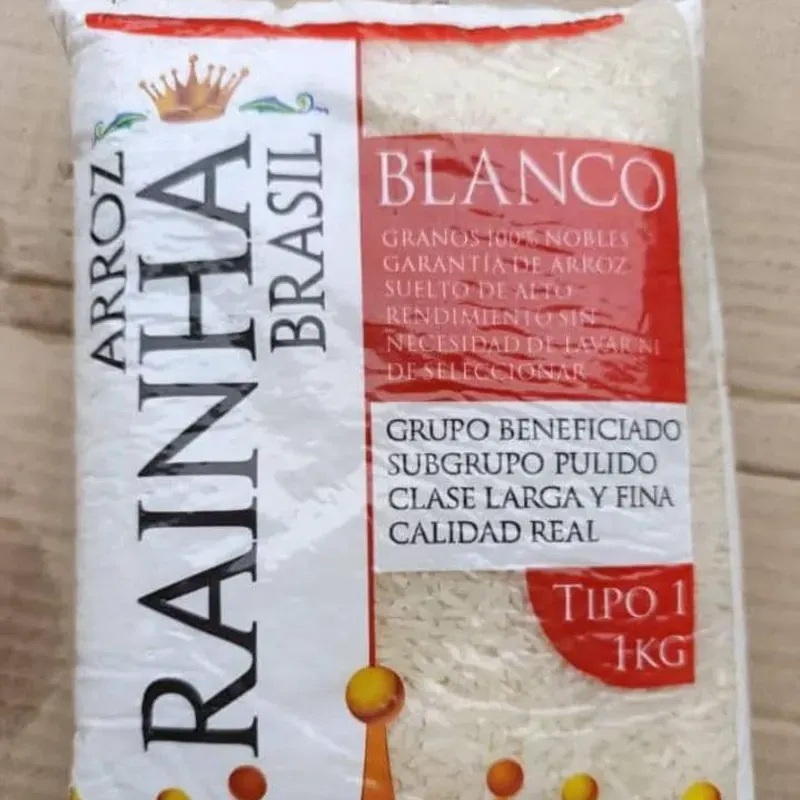 ARROZ
RAINHA
BRASIL
BLANCO
GRANOS 100% NOBLES
GARANTÍA DE ARROZ
SUELTO DE ALTO
RENDIMIENTO SIN
NECESIDAD DE LAVAR NI
DE SELECCIONAR
GRUPO BENEFICIADO
SUBGRUPO PULIDO
CLASE LARGA Y FINA
CALIDAD REAL
TIPO 1
1KG